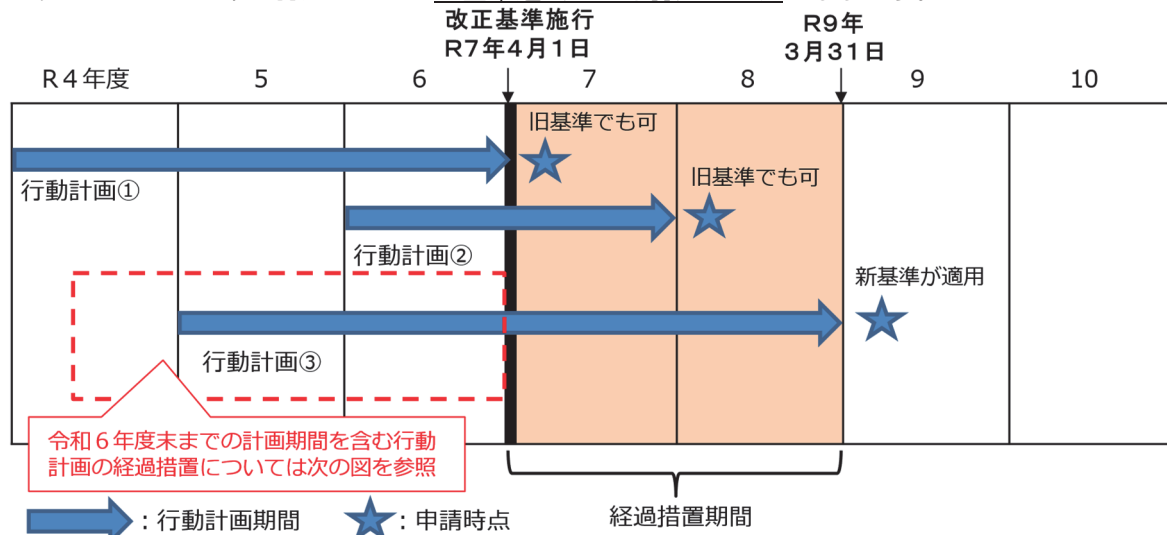 改正基準施行
R7年4月1日
R9年
3月31日
R4年度 5 6 7 8 9 10
旧基準でも可
行動計画①
旧基準でも可
行動計画②
新基準が適用
行動計画③
令和6年度末までの計画期間を含む行動
計画の経過措置については次の図を参照
:行動計画期間 :申請時点
経過措置期間